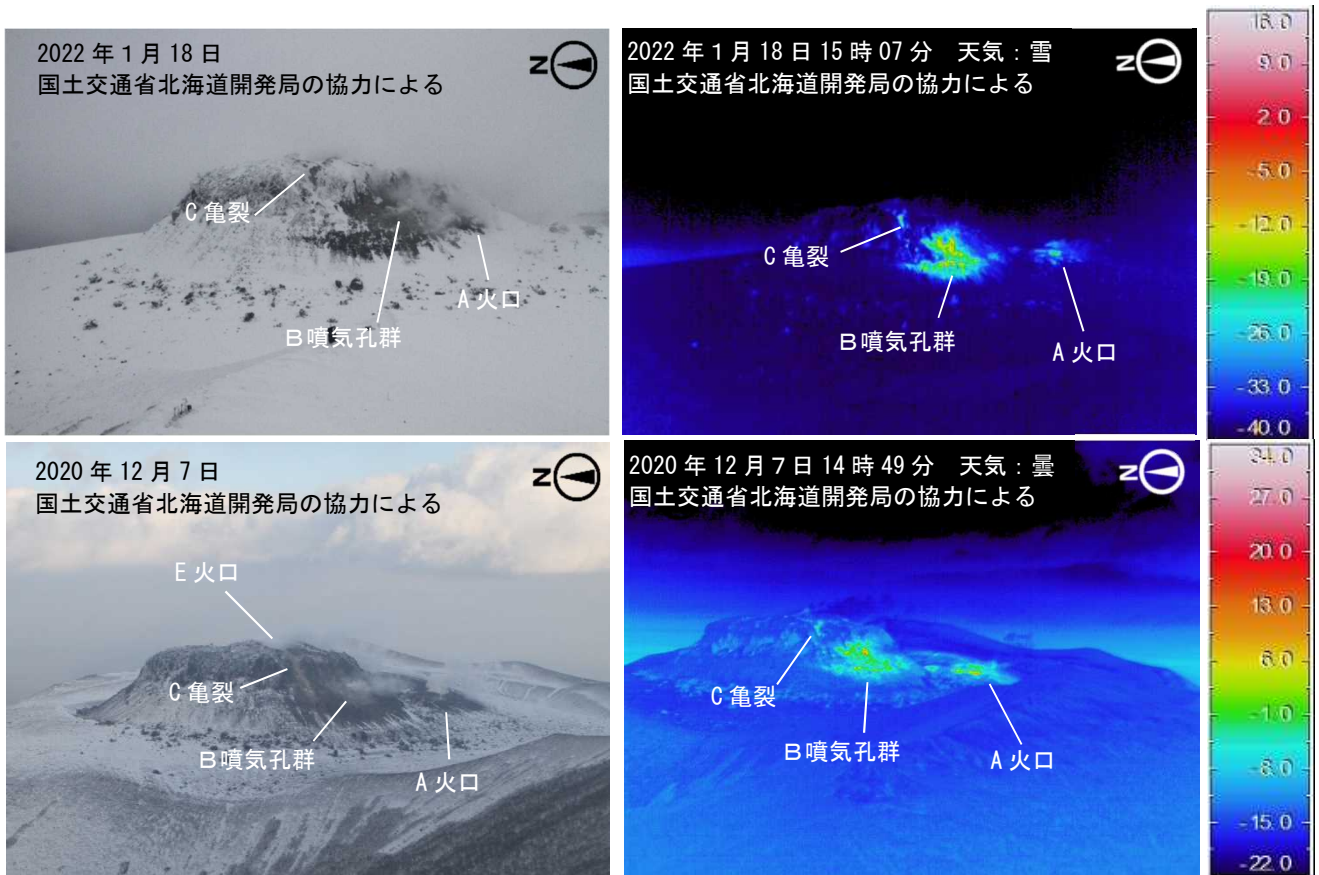 2022 年 1 月 18 日
国土交通省北海道開発局の協力による
N
C 亀裂
A 火口
B 噴気孔群
2022 年 1 月 18 日 15 時 07 分 天気：雪
国土交通省北海道開発局の協力による
N
C 亀裂
B 噴気孔群
A 火口
16.0
9.0
2.0
-5.0
-12.0
-19.0
-26.0
-33.0
-40.0
2020 年 12 月 7 日
国土交通省北海道開発局の協力による
N
E 火口
C 亀裂
B 噴気孔群
A 火口
2020 年 12 月 7 日 14 時 49 分 天気：曇
国土交通省北海道開発局の協力による
N
C 亀裂
B 噴気孔群
A 火口
34.0
27.0
20.0
13.0
6.0
-1.0
-8.0
-15.0
-22.0